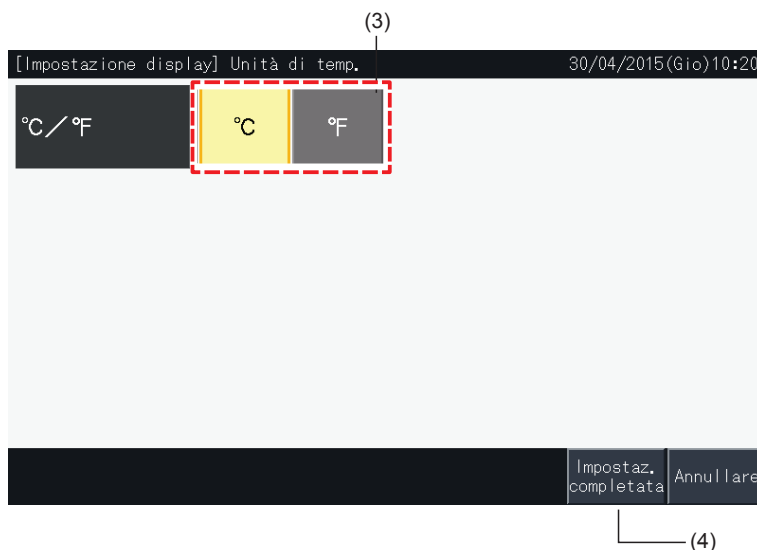 (3)
[Impostazione display] Unità di temp. 30/04/2015(Gio)10:20
°C／°F °C °F
Impostaz.
completata Annullare
(4)